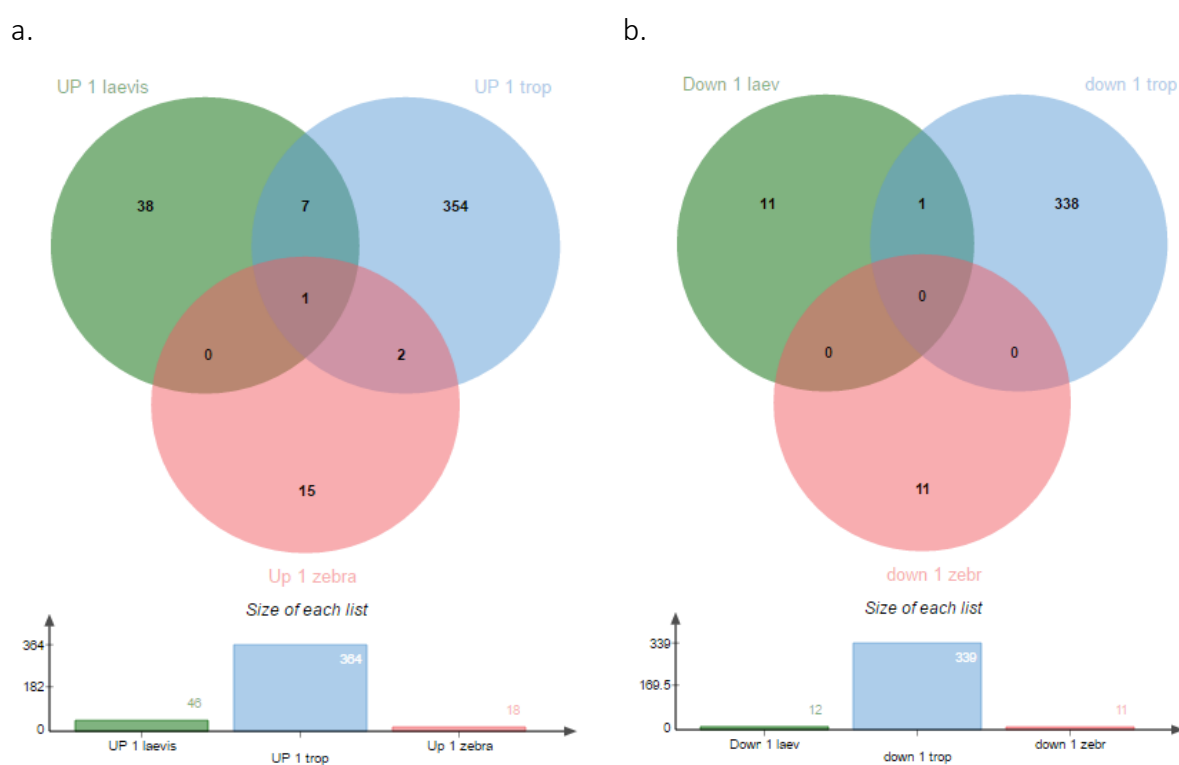 a.
UP 1 laevis
UP 1 trop
38
7
354
1
0
2
15
Up 1 zebra
Size of each list
364
182
0
46
364
18
UP 1 laevis
UP 1 trop
Up 1 zebra
b.
Down 1 laev
down 1 trop
11
1
338
0
0
0
11
down 1 zebr
Size of each list
339
169.5
0
12
339
11
Down 1 laev
down 1 trop
down 1 zebr